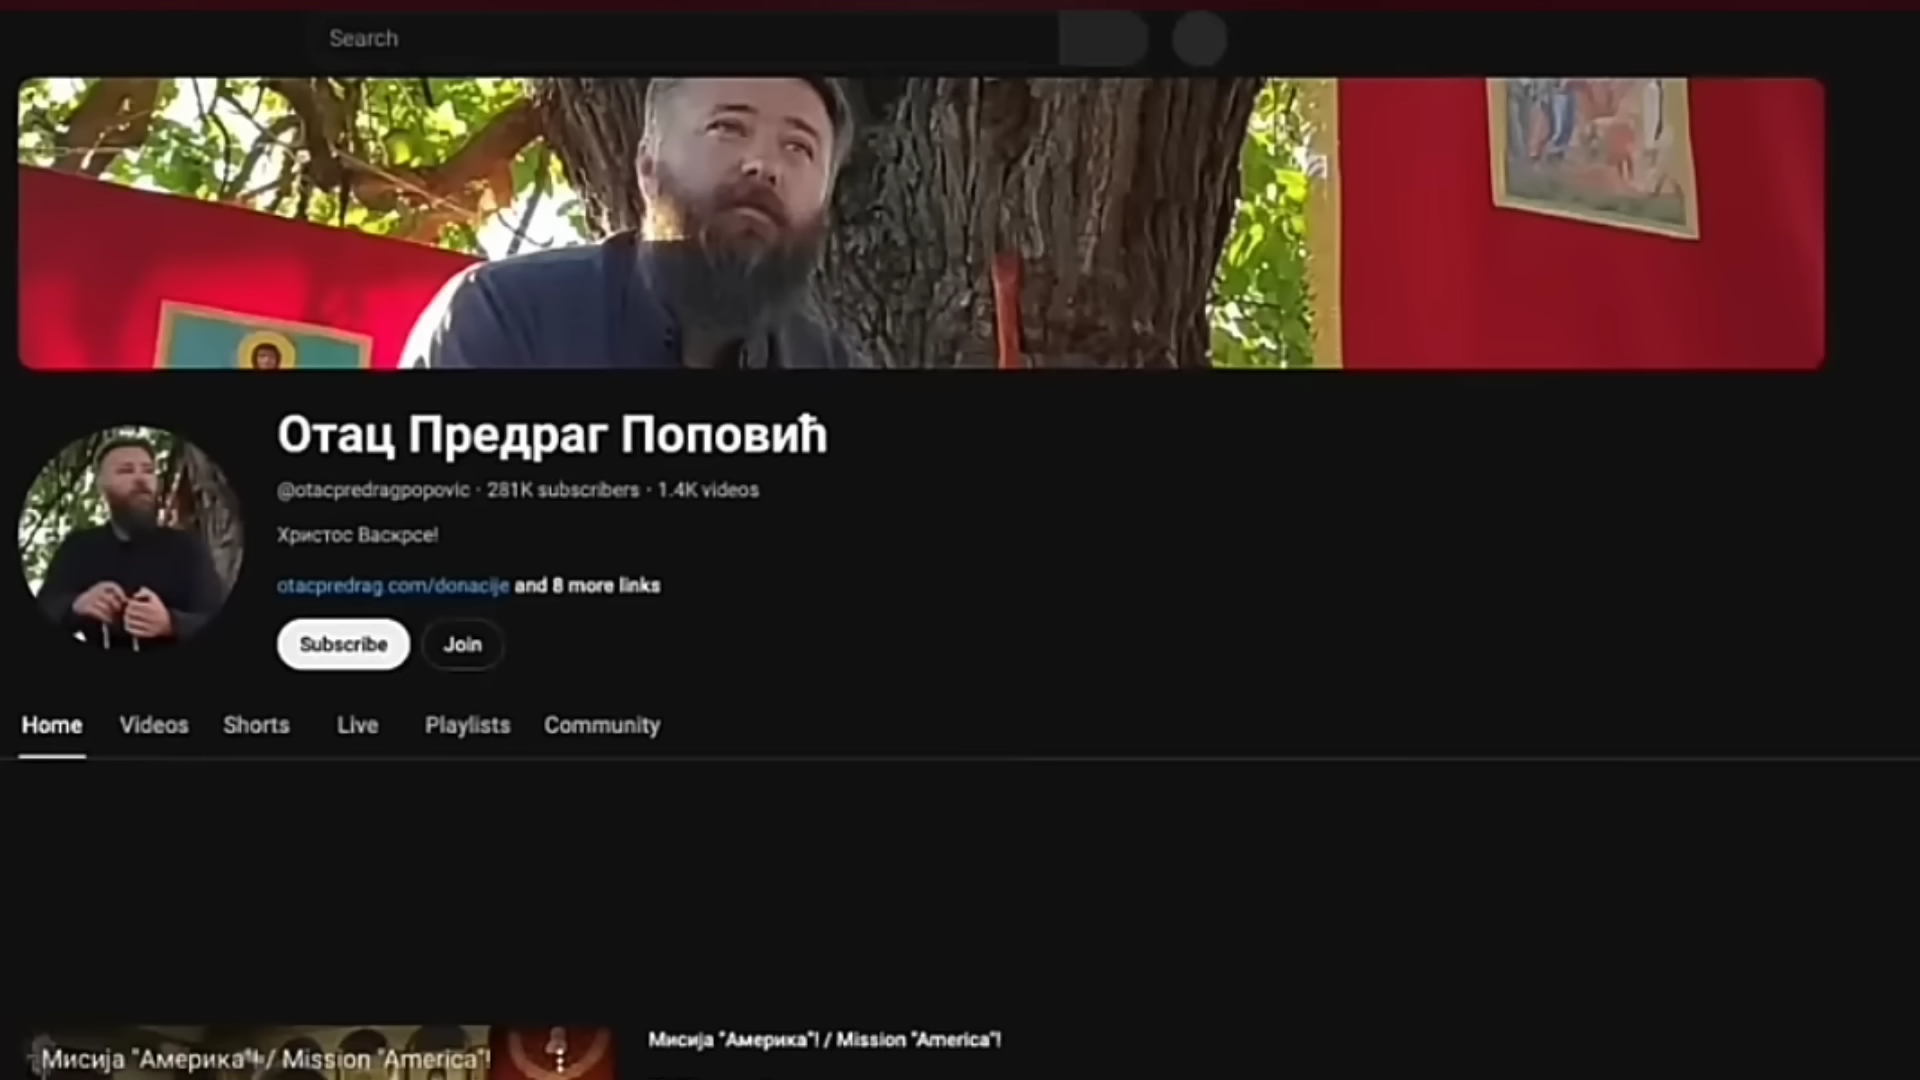 Search
Отац Предраг Поповић
@otacpredragpopovic · 281K subscribers · 1.4K videos
Христос Васкрсе!
otacpredrag.com/donacije and 8 more links
Subscribe Join
Home Videos Shorts Live Playlists Community
Мисија "Америка"! / Mission "America"!
Мисија "Америка"! / Mission "America"!